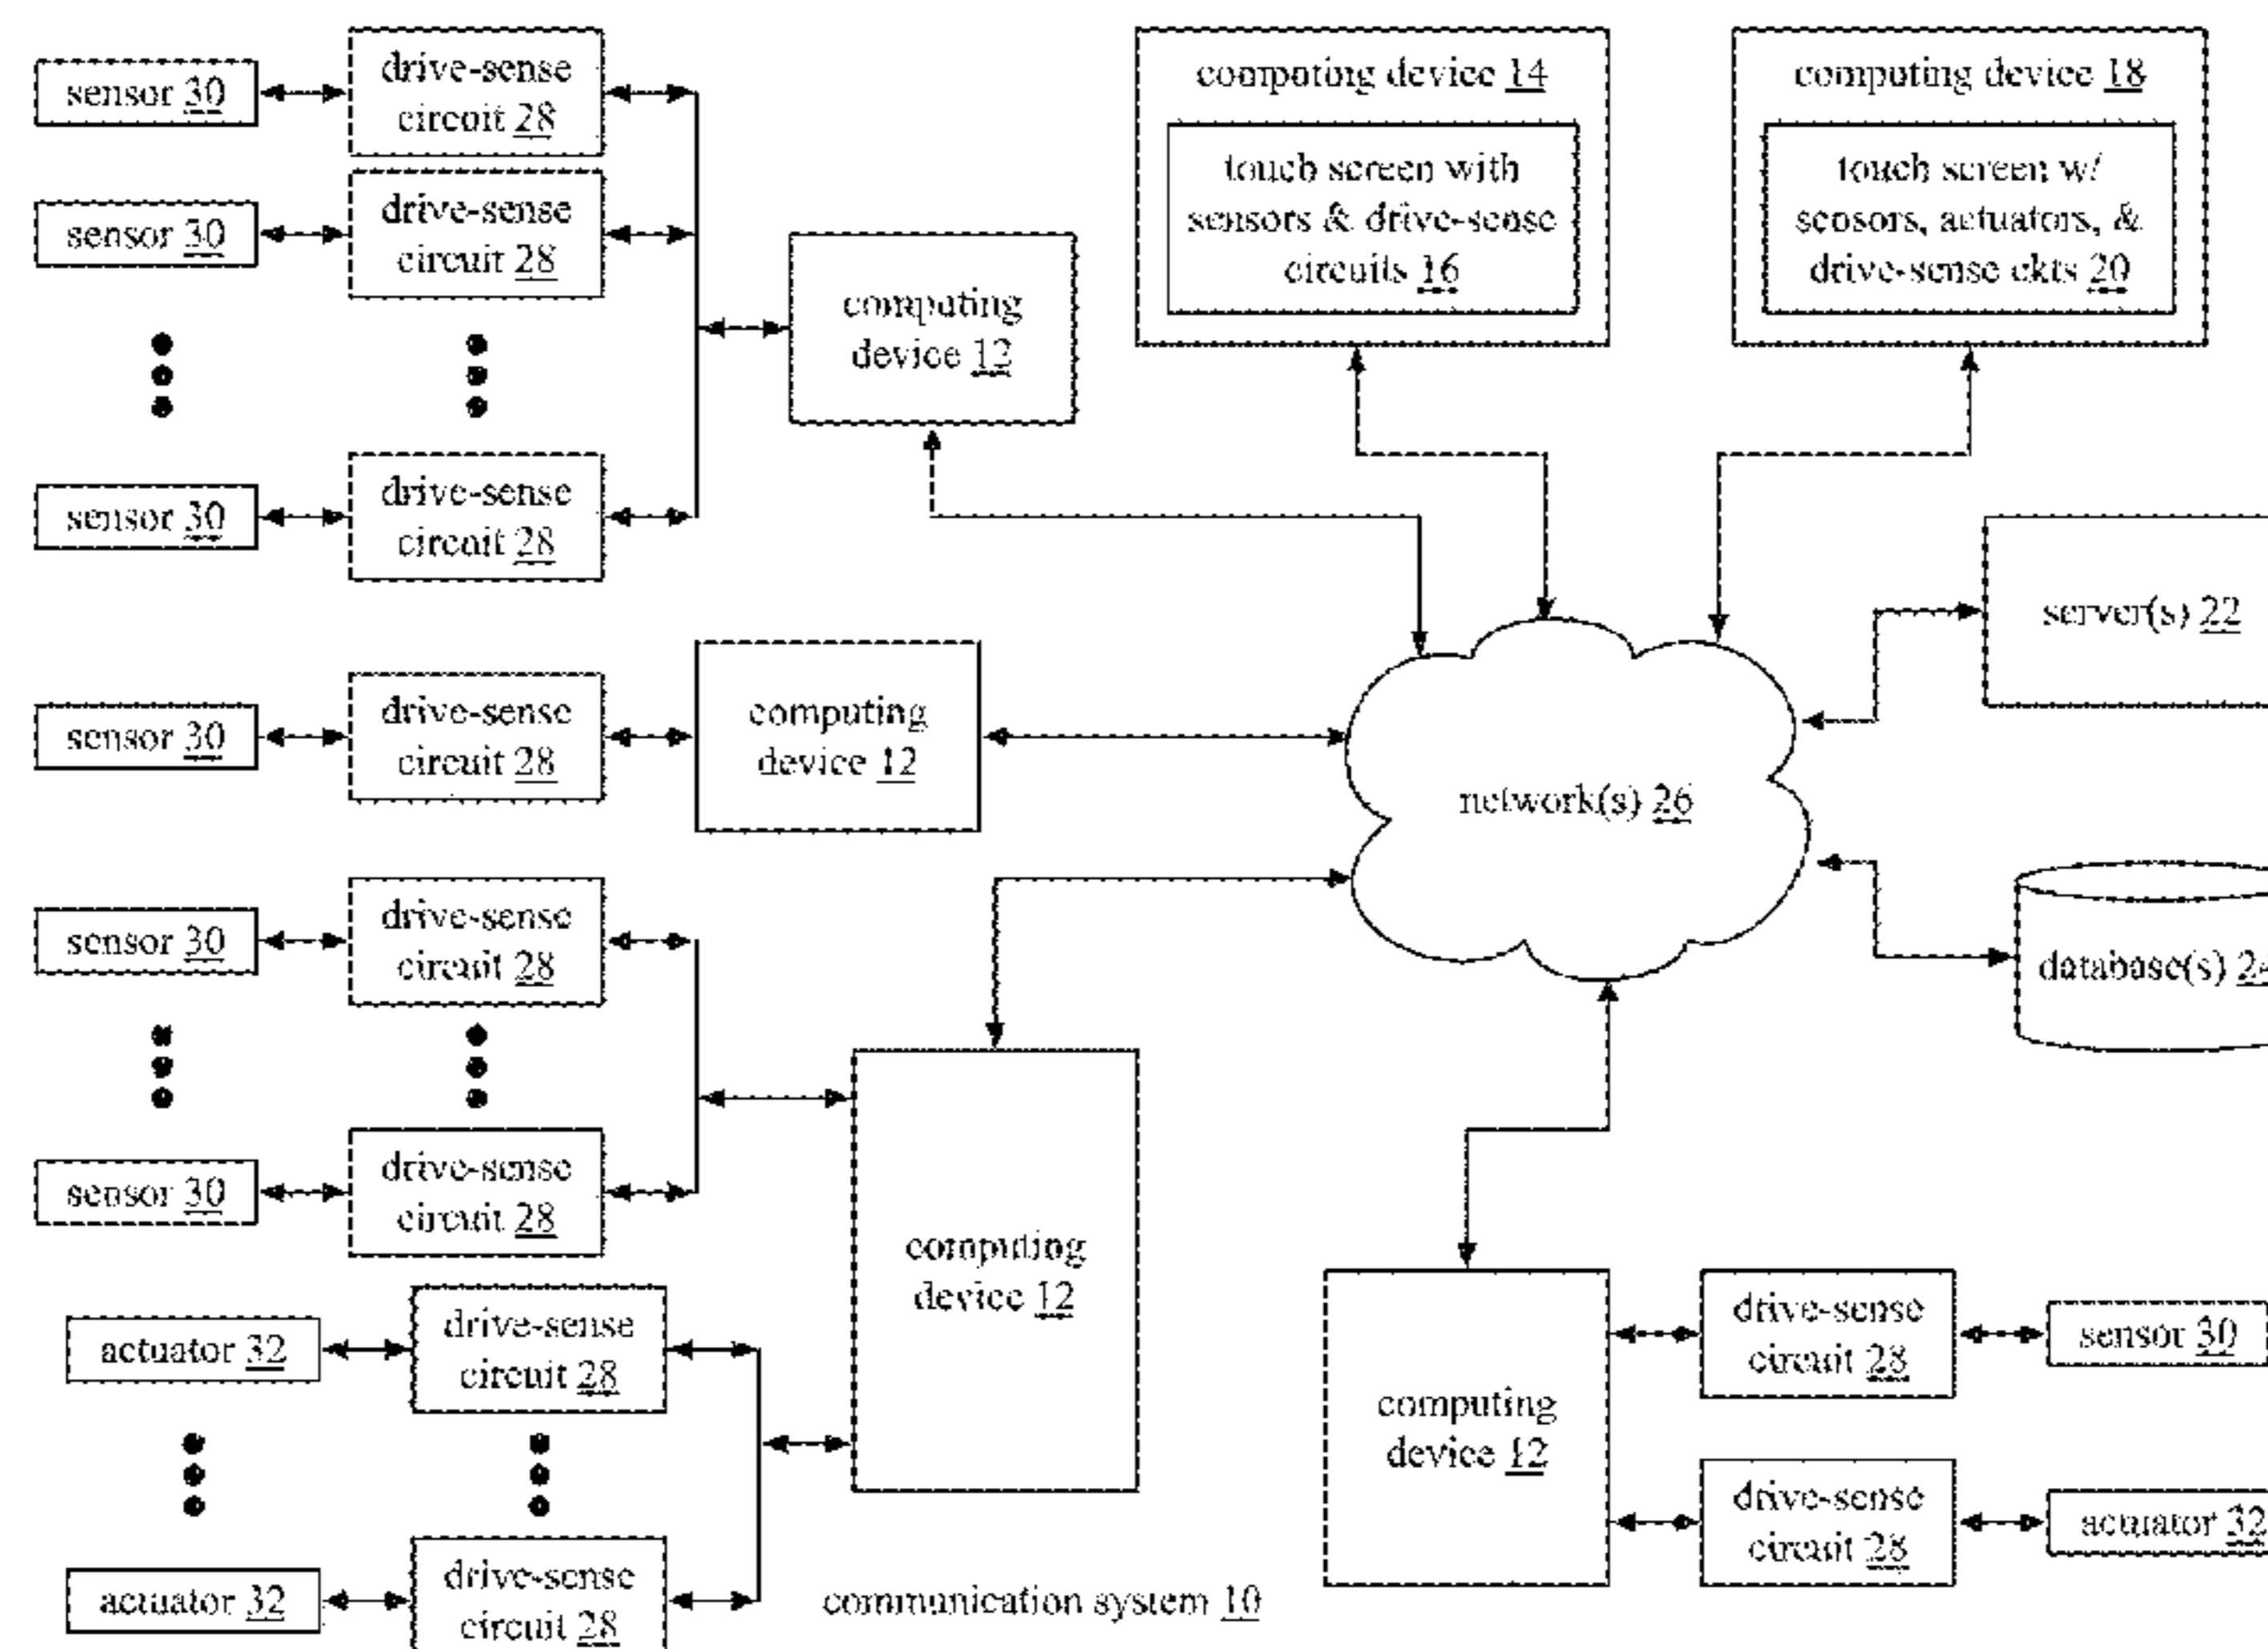 sensor 30
drive-sense
circuit 28
sensor 30
drive-sense
circuit 28
sensor 30
drive-sense
circuit 28
computing
device 12
computing device 14
touch screen with
sensors & drive-sense
circuits 16
computing device 18
touch screen w/
sensors, actuators, &
drive-sense ckts 20
server(s) 22
sensor 30
drive-sense
circuit 28
computing
device 12
network(s) 26
database(s)
sensor 30
drive-sense
circuit 28
sensor 30
drive-sense
circuit 28
computing
device 12
actuator 32
drive-sense
circuit 28
actuator 32
drive-sense
circuit 28
computing
device 12
drive-sense
circuit 28
sensor 30
drive-sense
circuit 28
actuator 32
communication system 10